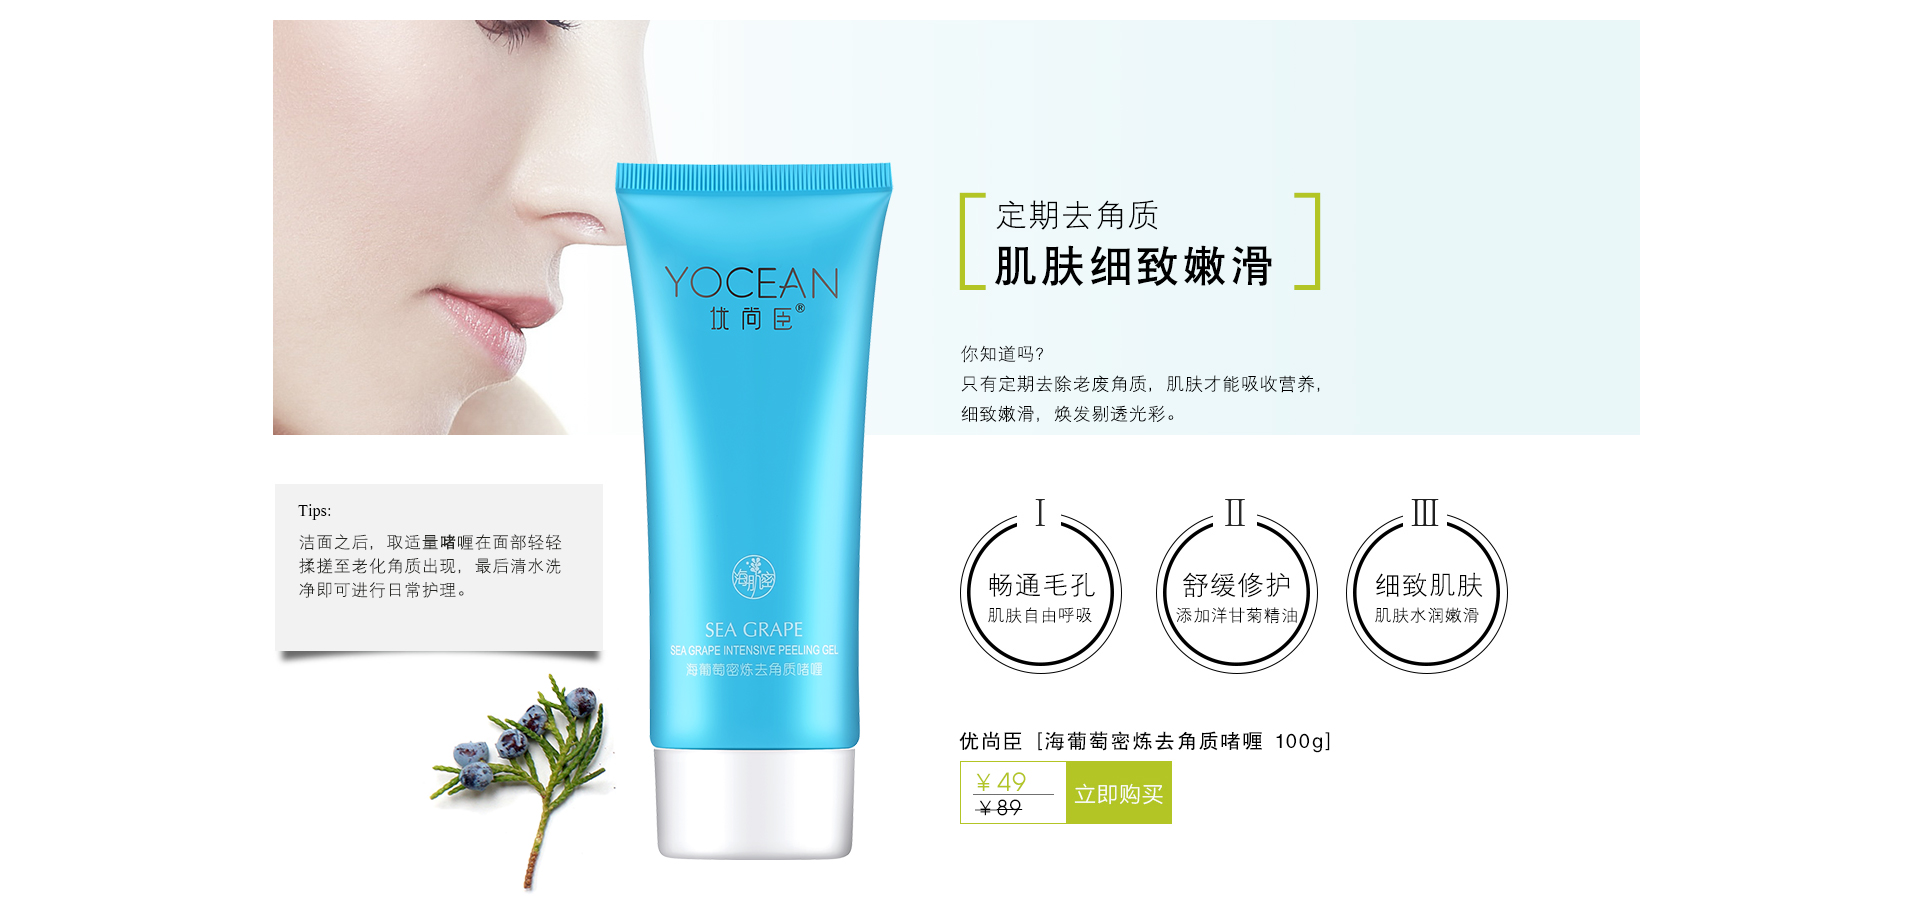 定期去角质
肌肤细致嫩滑
你知道吗？
只有定期去除老废角质，肌肤才能吸收营养，
细致嫩滑，焕发剔透光彩。
YOCEAN
优尚臣®
海肌密
SEA GRAPE
SEA GRAPE INTENSIVE PEELING GEL
海葡萄密炼去角质啫喱
Tips:
洁面之后，取适量啫喱在面部轻轻
揉搓至老化角质出现，最后清水洗
净即可进行日常护理。
I
畅通毛孔
肌肤自由呼吸
II
舒缓修护
添加洋甘菊精油
III
细致肌肤
肌肤水润嫩滑
优尚臣 [海葡萄密炼去角质啫喱 100g]
￥49
￥89
立即购买